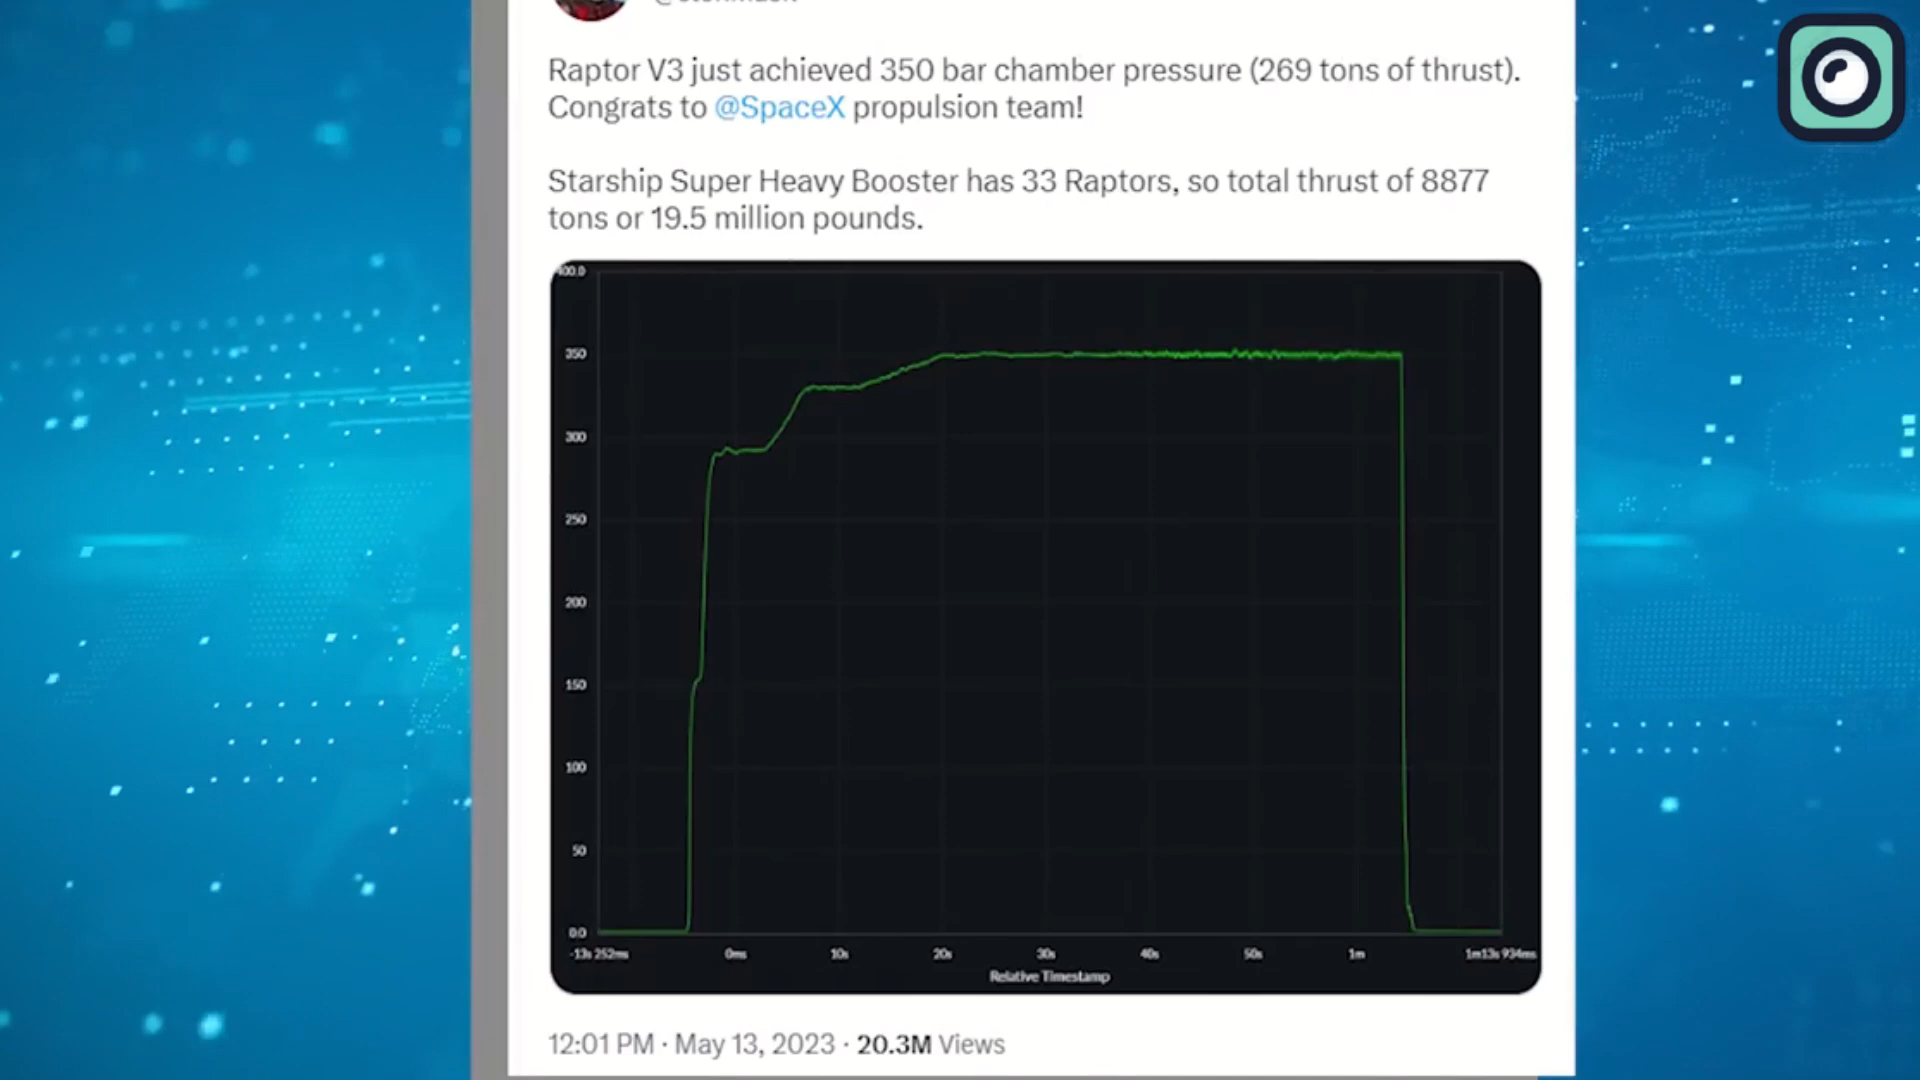 Raptor V3 just achieved 350 bar chamber pressure (269 tons of thrust).
Congrats to @SpaceX propulsion team!
Starship Super Heavy Booster has 33 Raptors, so total thrust of 8877
tons or 19.5 million pounds.
400.0
350
300
250
200
150
100
50
0.0
-13s 252ms 0ms 10s 20s 30s 40s 50s 1m 1m13s 934ms
Relative Timestamp
12:01 PM · May 13, 2023 · 20.3M Views